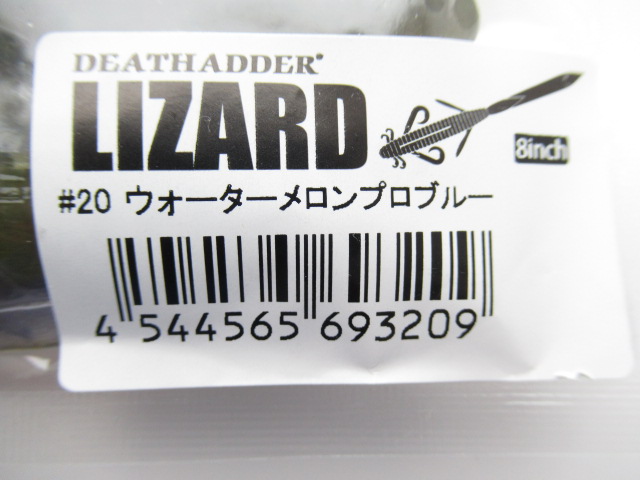 DEATHADDER®
LIZARD
8inch
#20 ウォーターメロンプロブルー
4 544565 693209